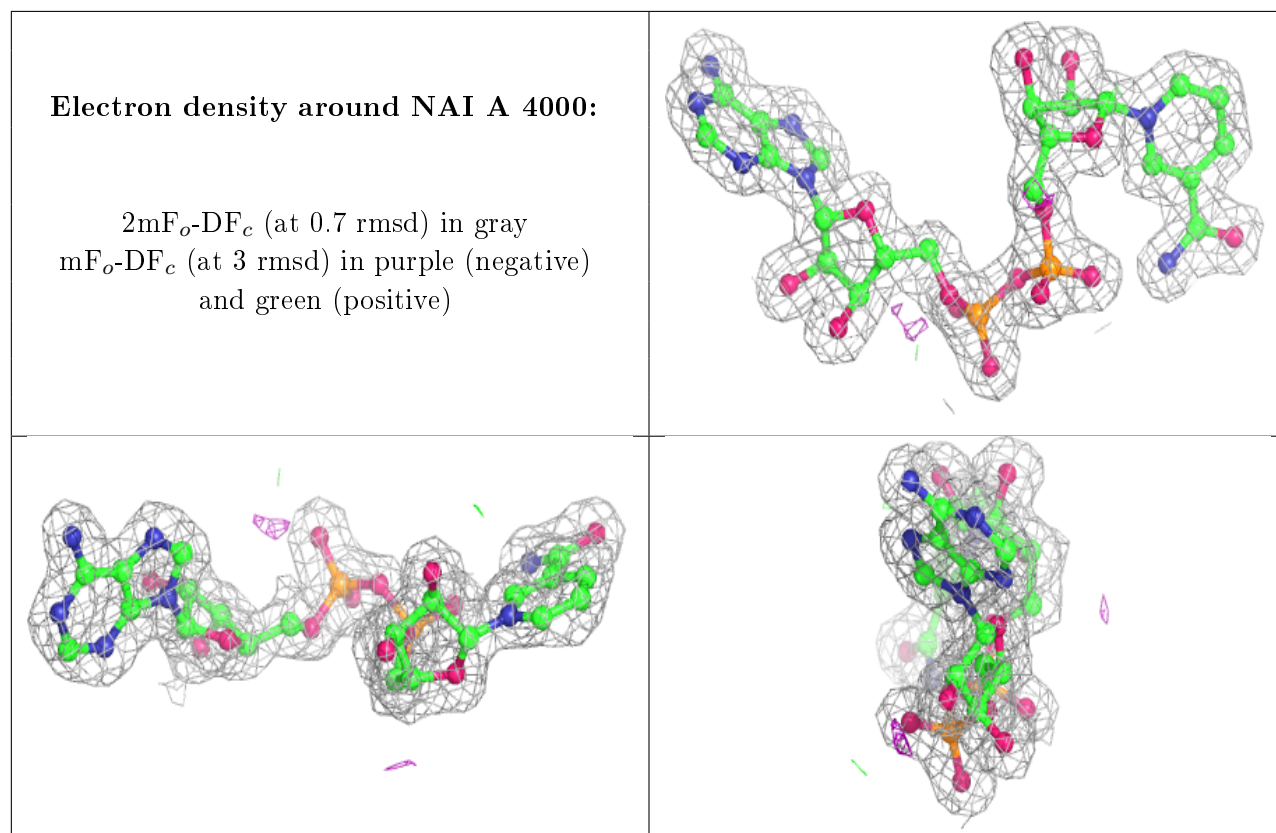 Electron density around NAI A 4000:
2mFo-DFc (at 0.7 rmsd) in gray
mFo-DFc (at 3 rmsd) in purple (negative)
and green (positive)